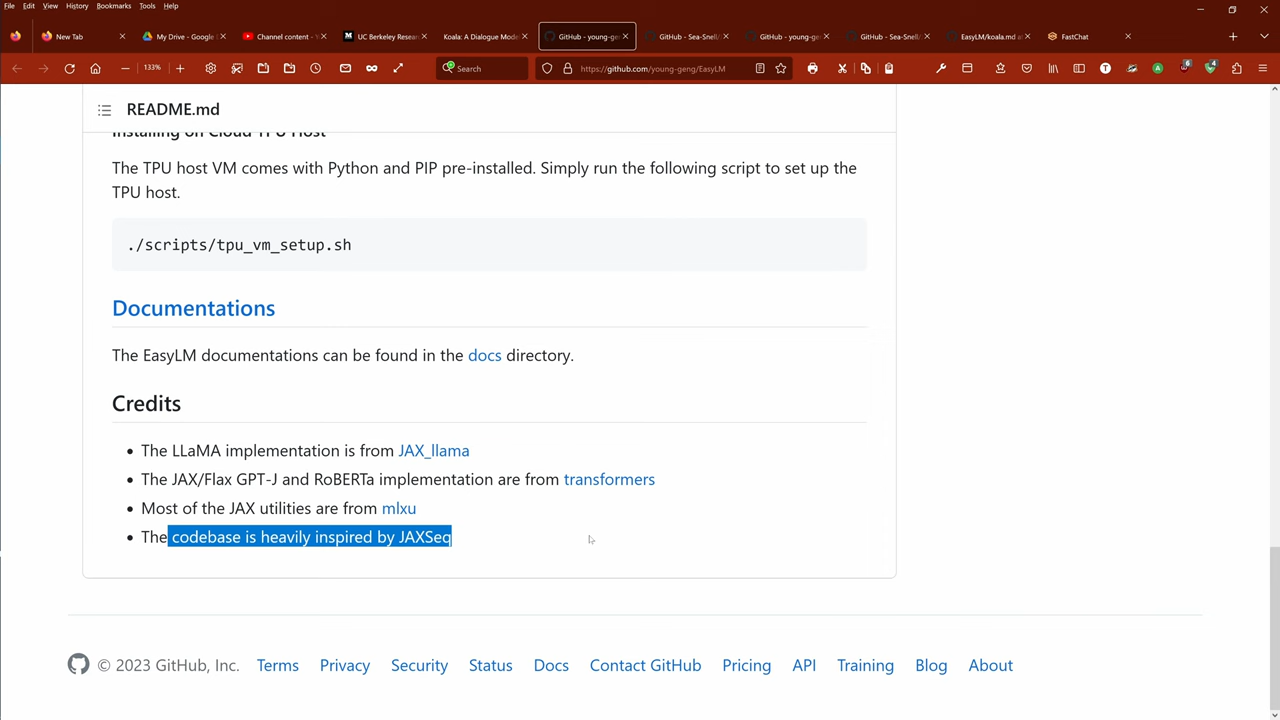 File Edit View History Bookmarks Tools Help
New Tab
My Drive - Google
Channel content - Y
UC Berkeley Resear
Koala: A Dialogue Mode
GitHub - young-gen
GitHub - Sea-Snell/
GitHub - young-ge
GitHub - Sea-Snell/
EasyLM/koala.md a
FastChat
133%
Search
https://github.com/young-geng/EasyLM
README.md
Installing on Cloud TPU Host
The TPU host VM comes with Python and PIP pre-installed. Simply run the following script to set up the
TPU host.
./scripts/tpu_vm_setup.sh
Documentations
The EasyLM documentations can be found in the docs directory.
Credits
• The LLaMA implementation is from JAX_llama
• The JAX/Flax GPT-J and RoBERTa implementation are from transformers
• Most of the JAX utilities are from mlxu
• The codebase is heavily inspired by JAXSeq
© 2023 GitHub, Inc. Terms Privacy Security Status Docs Contact GitHub Pricing API Training Blog About